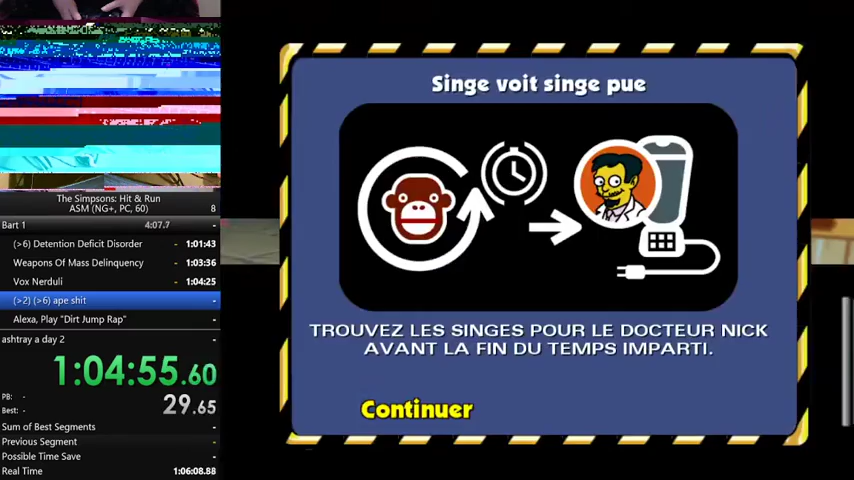 The Simpsons: Hit & Run
ASM (NG+, PC, 60) 8
Bart 1 4:07.7 -
(>6) Detention Deficit Disorder - 1:01:43
Weapons Of Mass Delinquency - 1:03:36
Vox Nerduli - 1:04:25
(>2) (>6) ape shit -
Alexa, Play "Dirt Jump Rap" -
ashtray a day 2 -
1:04:55.60
PB: -
Best: -
29.65
Sum of Best Segments -
Previous Segment -
Possible Time Save -
Real Time 1:06:08.88
Singe voit singe pue
TROUVEZ LES SINGES POUR LE DOCTEUR NICK
AVANT LA FIN DU TEMPS IMPARTI.
Continuer